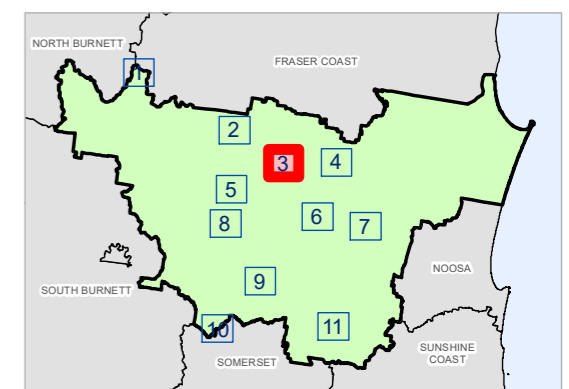 NORTH BURNETT
FRASER COAST
1
2
3
4
5
6
7
8
9
NOOSA
SOUTH BURNETT
10
11
SOMERSET
SUNSHINE
COAST